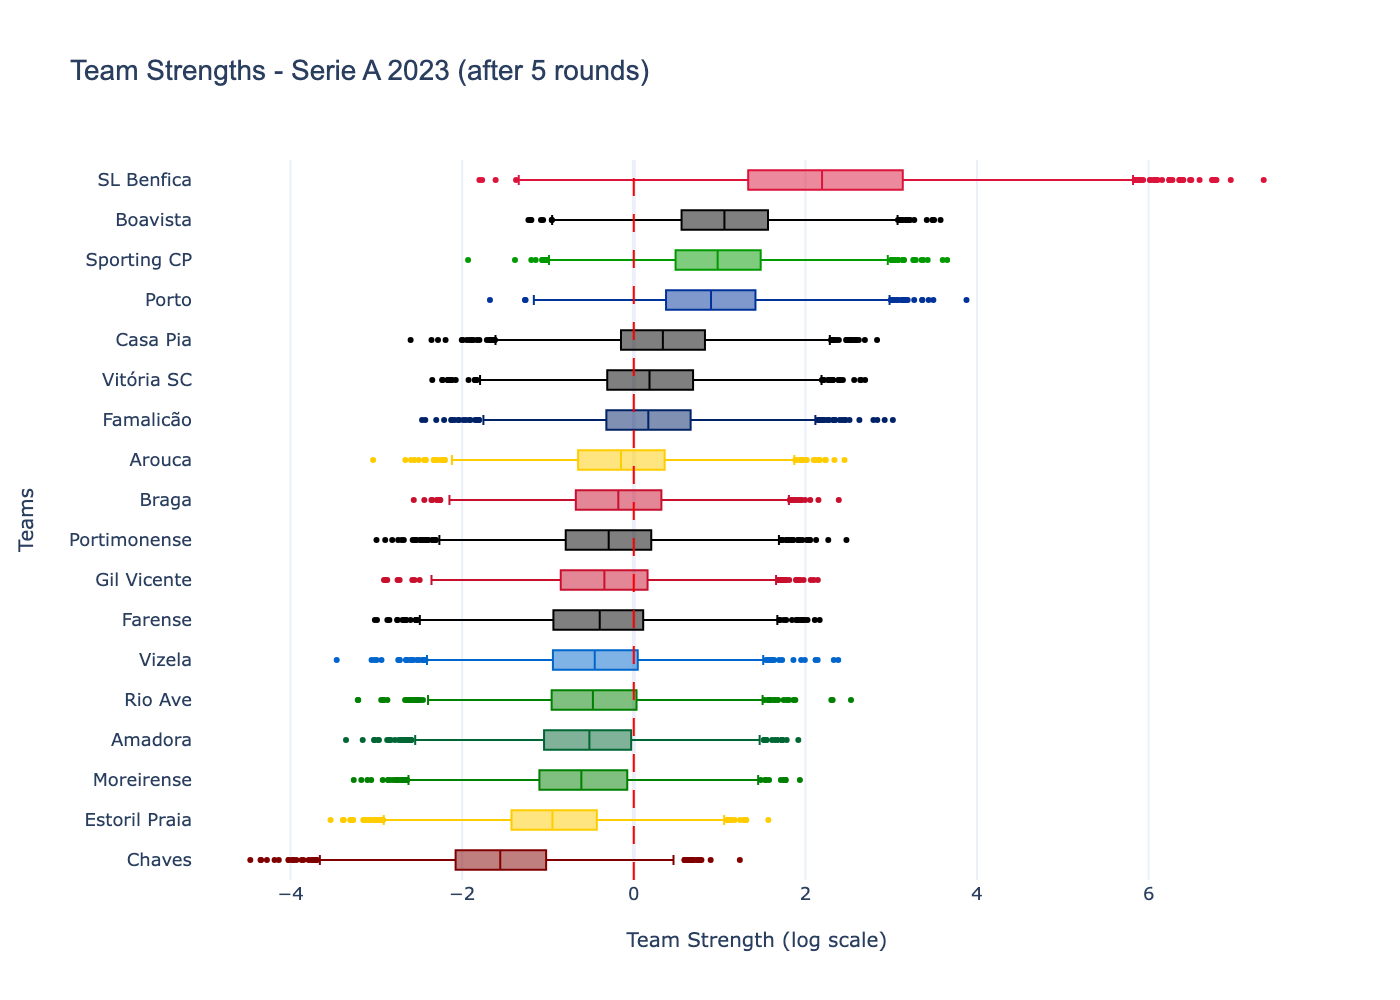 Team Strengths - Serie A 2023 (after 5 rounds)
SL Benfica
Boavista
Sporting CP
Porto
Casa Pia
Vitória SC
Famalicão
Arouca
Braga
Portimonense
Gil Vicente
Farense
Vizela
Rio Ave
Amadora
Moreirense
Estoril Praia
Chaves
Teams
−4 −2 0 2 4 6
Team Strength (log scale)